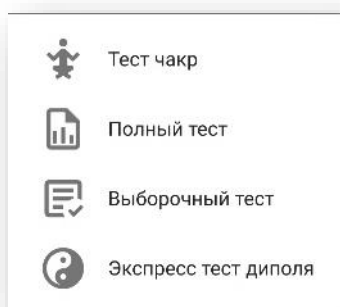 Тест чакр
Полный тест
Выборочный тест
Экспресс тест диполя